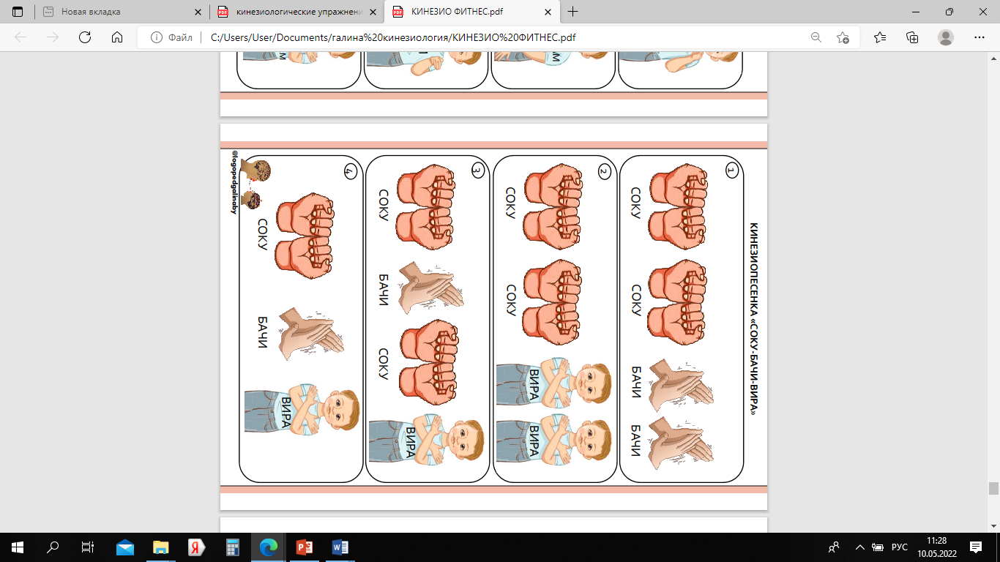 Новая вкладка
кинезиологические упражнени
КИНЕЗИО ФИТНЕС.pdf
Файл
C:/Users/User/Documents/галина%20кинезиология/КИНЕЗИО%20ФИТНЕС.pdf
КИНЕЗИОПЕСЕНКА «СОКУ-БАЧИ-ВИРА»
1
СОКУ СОКУ БАЧИ БАЧИ
2
СОКУ СОКУ ВИРА ВИРА
3
СОКУ БАЧИ СОКУ ВИРА
4
СОКУ БАЧИ ВИРА
@logopedgalinaby
РУС
11:28
10.05.2022